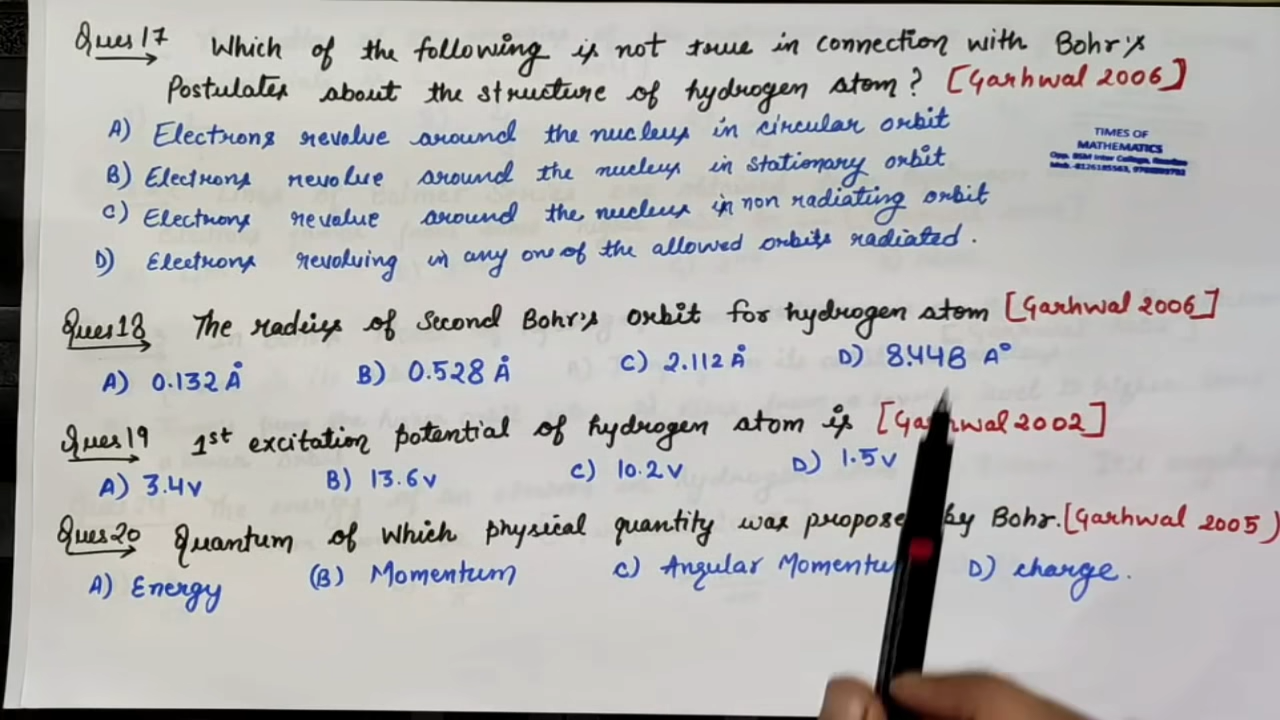 Ques 17 Which of the following is not true in connection with Bohr's
Postulates about the structure of hydrogen atom? [Garhwal 2006]
A) Electrons revolve around the nucleus in circular orbit
B) Electrons revolve around the nucleus in stationary orbit
C) Electrons revalue around the nucleus in non radiating orbit
D) Electrons revolving in any one of the allowed orbits radiated.
TIMES OF
MATHEMATICS
Ques 18 The radius of second Bohr's orbit for hydrogen atom [Garhwal 2006]
A) 0.132 Å B) 0.528 Å C) 2.112 Å D) 8.448 A°
Ques 19 1st excitation potential of hydrogen atom is [Garhwal 2002]
A) 3.4v B) 13.6v C) 10.2v D) 1.5v
Ques 20 Quantum of which physical quantity was propose by Bohr. [Garhwal 2005)
A) Energy (B) Momentum C) Angular Momentu D) charge.